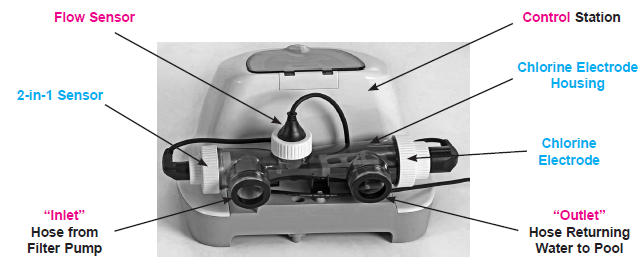 Flow Sensor
Control Station
2-in-1 Sensor
Chlorine Electrode
Housing
Chlorine
Electrode
“Inlet”
Hose from
Filter Pump
“Outlet”
Hose Returning
Water to Pool